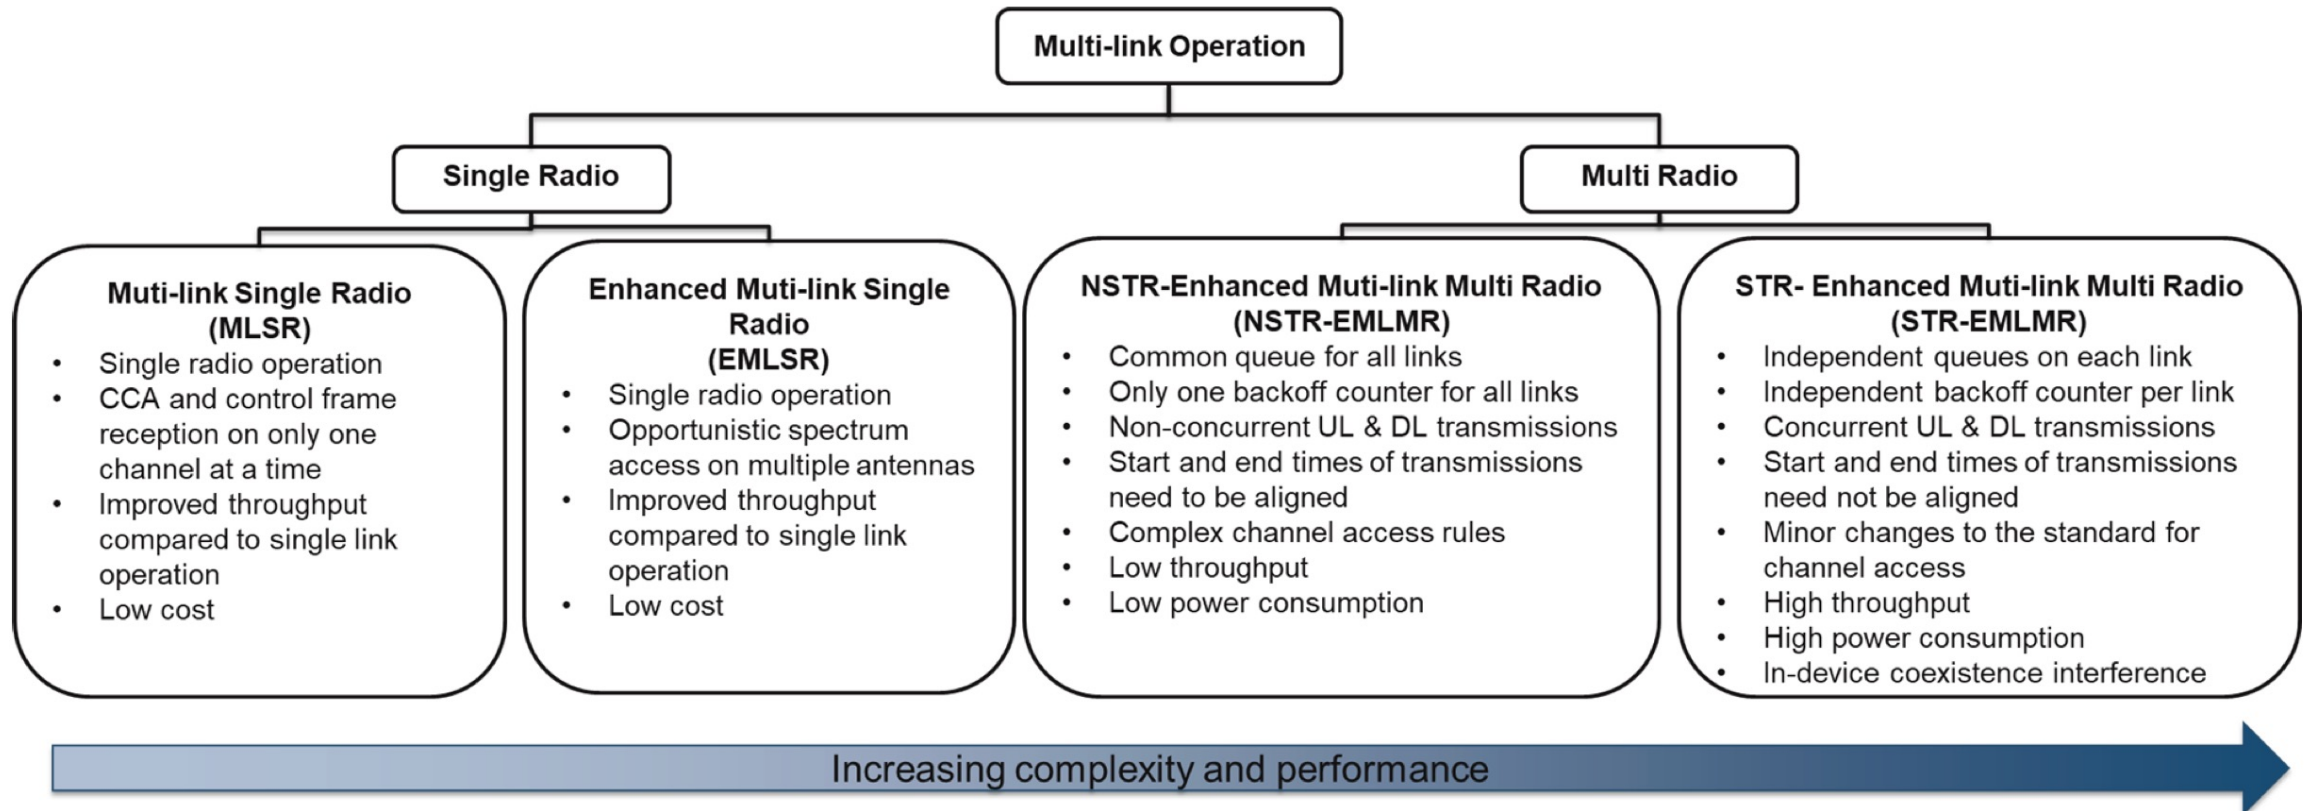 Multi-link Operation
Single Radio
Multi Radio
Muti-link Single Radio
(MLSR)
• Single radio operation
• CCA and control frame
reception on only one
channel at a time
• Improved throughput
compared to single link
operation
• Low cost
Enhanced Muti-link Single
Radio
(EMLSR)
• Single radio operation
• Opportunistic spectrum
access on multiple antennas
• Improved throughput
compared to single link
operation
• Low cost
NSTR-Enhanced Muti-link Multi Radio
(NSTR-EMLMR)
• Common queue for all links
• Only one backoff counter for all links
• Non-concurrent UL & DL transmissions
• Start and end times of transmissions
need to be aligned
• Complex channel access rules
• Low throughput
• Low power consumption
STR- Enhanced Muti-link Multi Radio
(STR-EMLMR)
• Independent queues on each link
• Independent backoff counter per link
• Concurrent UL & DL transmissions
• Start and end times of transmissions
need not be aligned
• Minor changes to the standard for
channel access
• High throughput
• High power consumption
• In-device coexistence interference
Increasing complexity and performance